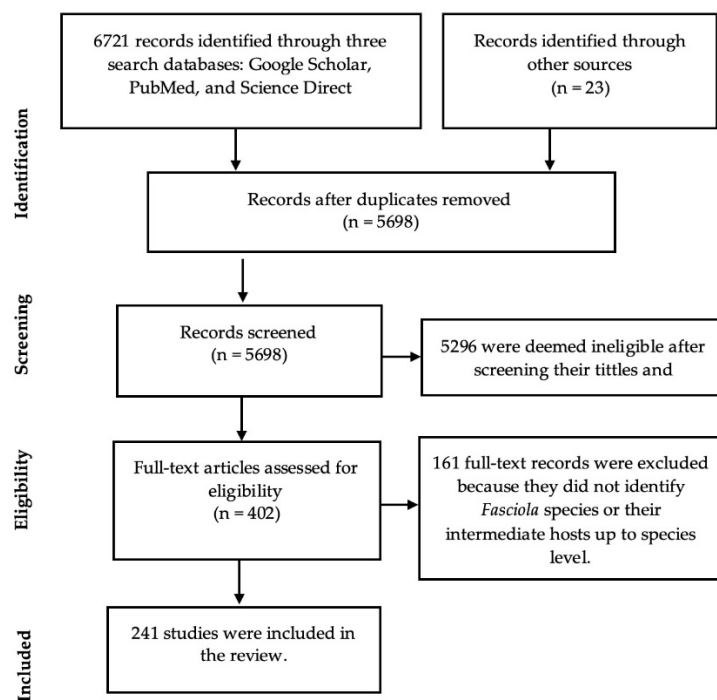 6721 records identified through three
search databases: Google Scholar,
PubMed, and Science Direct
Records identified through
other sources
(n = 23)
Identification
Records after duplicates removed
(n = 5698)
Screening
Records screened
(n = 5698)
5296 were deemed ineligible after
screening their tittles and
Eligibility
Full-text articles assessed for
eligibility
(n = 402)
161 full-text records were excluded
because they did not identify
Fasciola species or their
intermediate hosts up to species
level.
Included
241 studies were included in
the review.